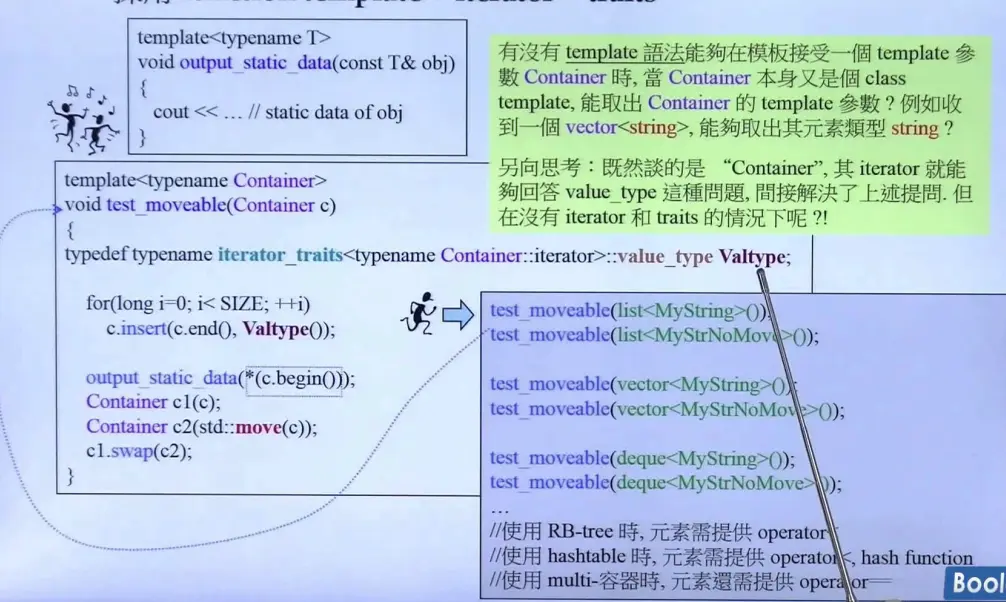 template<typename T>
void output_static_data(const T& obj)
{
cout << … // static data of obj
}
有沒有 template 語法能夠在模板接受一個 template 參
數 Container 時, 當 Container 本身又是個 class
template, 能取出 Container 的 template 參數？例如收
到一個 vector<string>, 能夠取出其元素類型 string？
另向思考：既然談的是 “Container”, 其 iterator 就能
夠回答 value_type 這種問題, 間接解決了上述提問. 但
在沒有 iterator 和 traits 的情況下呢 ?!
template<typename Container>
void test_moveable(Container c)
{
typedef typename iterator_traits<typename Container::iterator>::value_type Valtype;
for(long i=0; i< SIZE; ++i)
c.insert(c.end(), Valtype());
output_static_data(*(c.begin()));
Container c1(c);
Container c2(std::move(c));
c1.swap(c2);
}
test_moveable(list<MyString>());
test_moveable(list<MyStrNoMove>());
test_moveable(vector<MyString>());
test_moveable(vector<MyStrNoMove>());
test_moveable(deque<MyString>());
test_moveable(deque<MyStrNoMove>());
…
//使用 RB-tree 時, 元素需提供 operator
//使用 hashtable 時, 元素需提供 operator<, hash function
//使用 multi-容器時, 元素還需提供 operator==
Bool